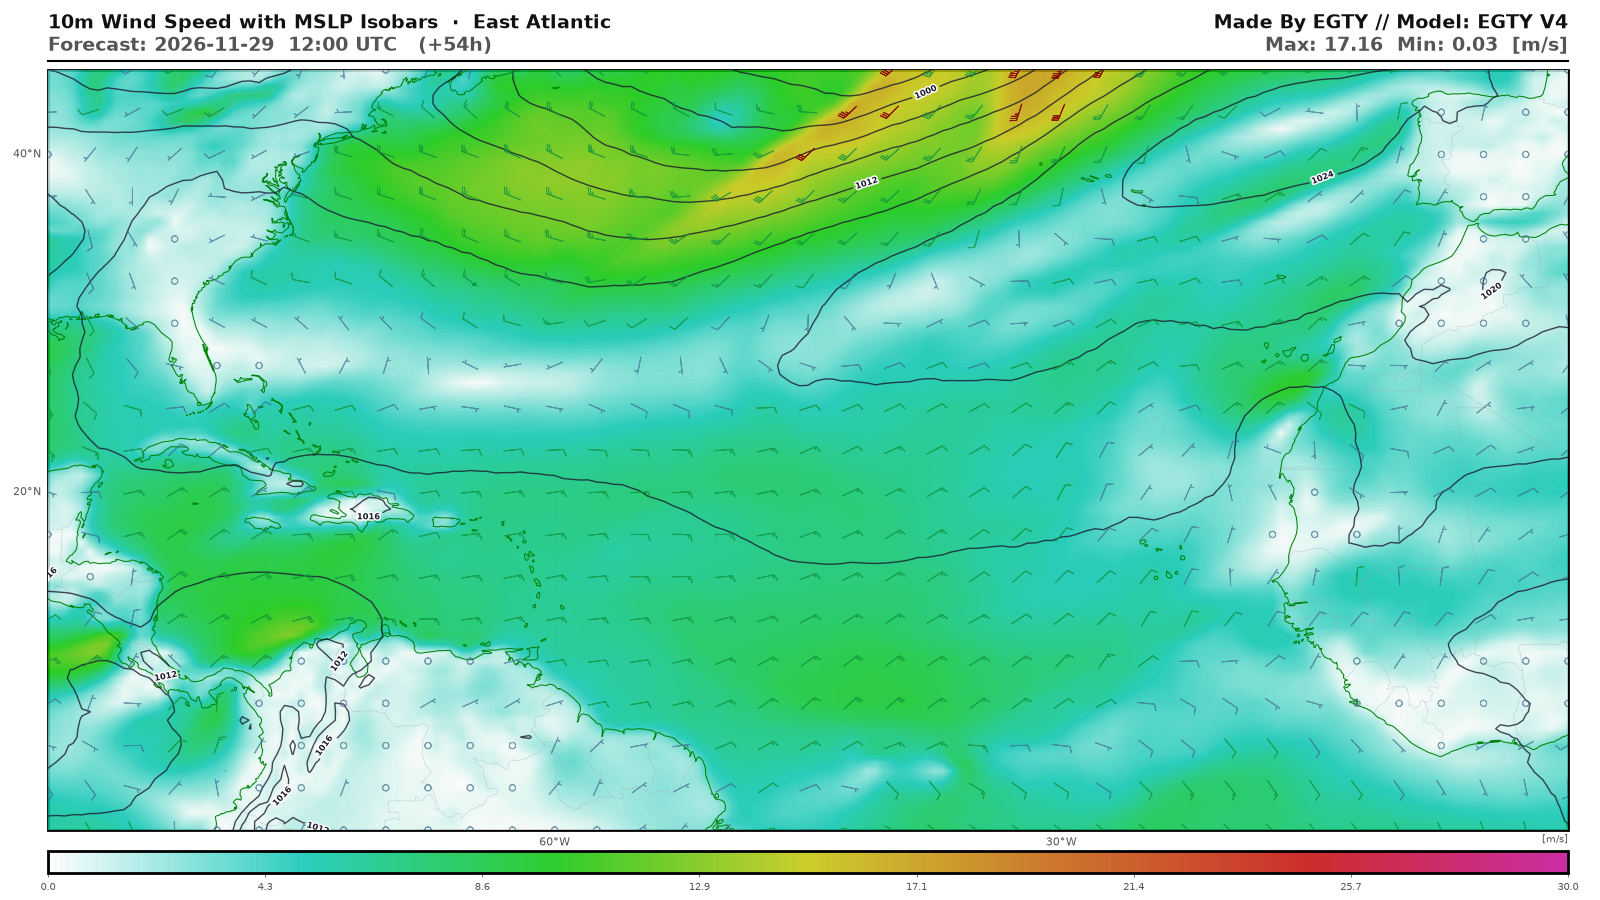 10m Wind Speed with MSLP Isobars · East Atlantic
Made By EGTY // Model: EGTY V4
Forecast: 2026-11-29 12:00 UTC (+54h)
Max: 17.16 Min: 0.03 [m/s]
1000
40°N
1012
1024
1020
20°N
1016
16
1012
1012
1016
1016
1012
60°W
30°W
[m/s]
0.0
4.3
8.6
12.9
17.1
21.4
25.7
30.0